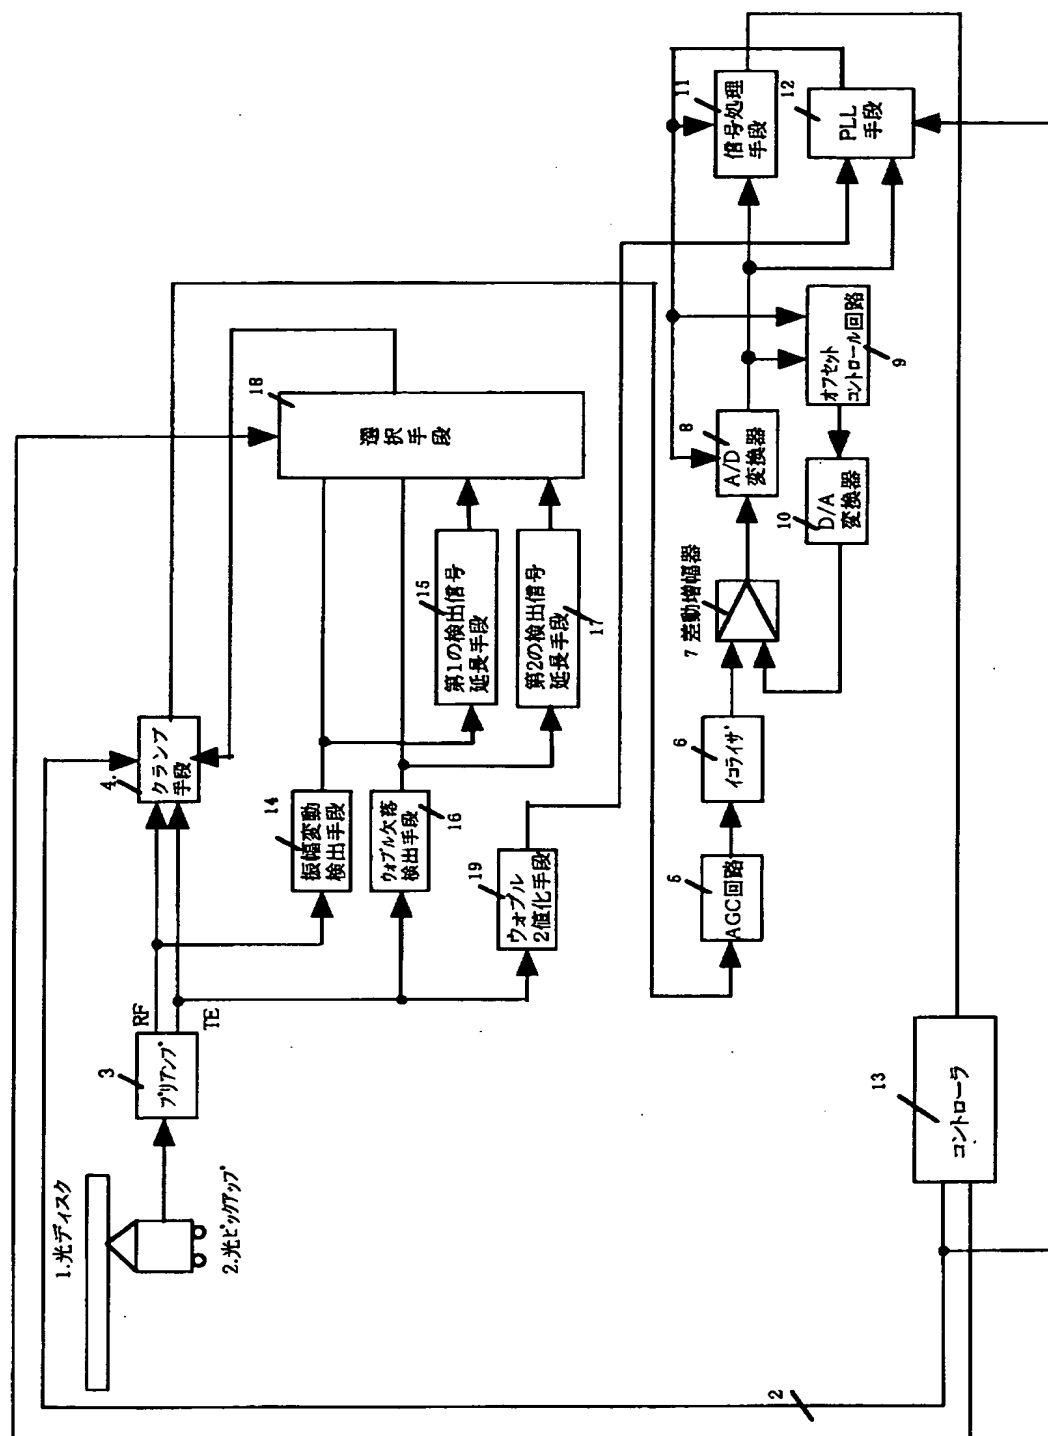 1.光ディスク
2.光ピックアップ
3
プリアンプ
RF
TE
4.
クランプ
手段
14
振幅変動
検出手段
ウォブル欠落
検出手段
16
19
ウォブル
2値化手段
15
第1の検出信号
延長手段
第2の検出信号
延長手段
17
18
選択手段
6
AGC回路
6
イコライザ
7 差動増幅器
8
A/D
変換器
10
D/A
変換器
オフセット
コントロール回路
9
11
信号処理
手段
12
PLL
手段
13
コントローラ
2